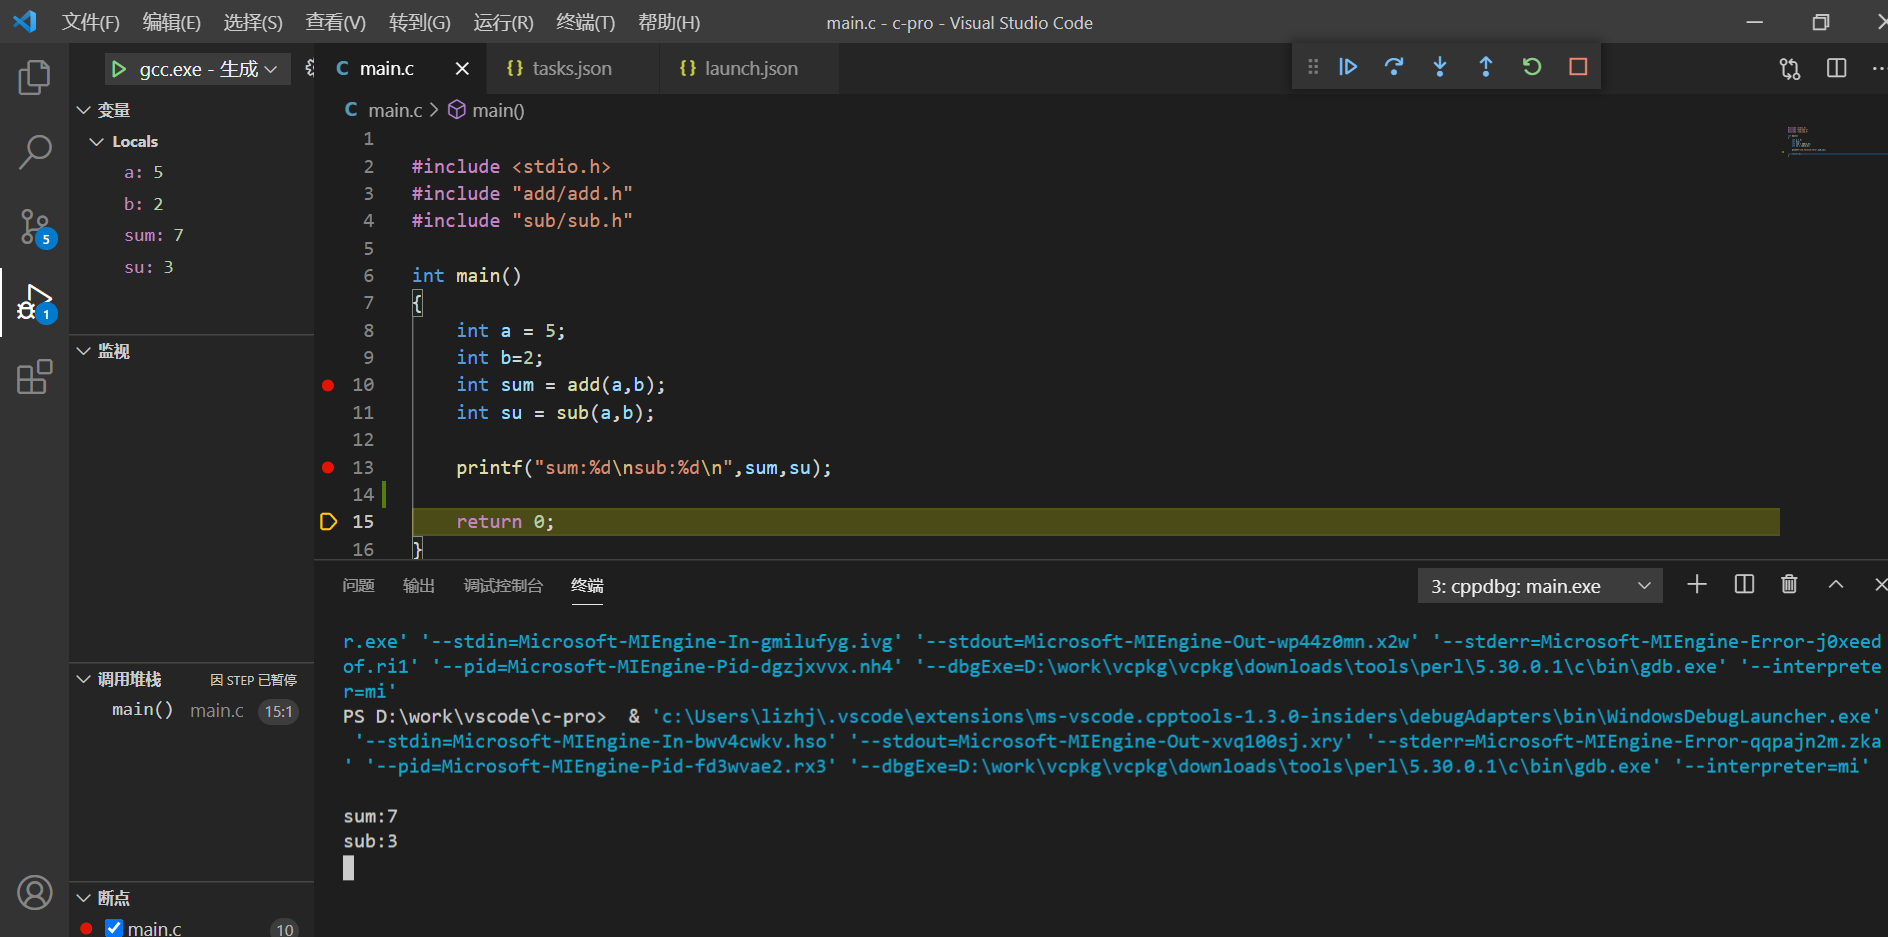 文件(F) 编辑(E) 选择(S) 查看(V) 转到(G) 运行(R) 终端(T) 帮助(H)
main.c - c-pro - Visual Studio Code
gcc.exe - 生成
C main.c
{} tasks.json
{} launch.json
C main.c > main()
变量
Locals
a: 5
b: 2
sum: 7
su: 3
监视
调用堆栈 因 STEP 已暂停
main() main.c 15:1
断点
main.c 10
5
1
1
2 #include <stdio.h>
3 #include "add/add.h"
4 #include "sub/sub.h"
5
6 int main()
7 {
8 int a = 5;
9 int b=2;
10 int sum = add(a,b);
11 int su = sub(a,b);
12
13 printf("sum:%d\nsub:%d\n",sum,su);
14
15 return 0;
16 }
问题 输出 调试控制台 终端
3: cppdbg: main.exe
r.exe' '--stdin=Microsoft-MIEngine-In-gmilufyg.ivg' '--stdout=Microsoft-MIEngine-Out-wp44z0mn.x2w' '--stderr=Microsoft-MIEngine-Error-j0xeed
of.ri1' '--pid=Microsoft-MIEngine-Pid-dgzjxvvx.nh4' '--dbgExe=D:\work\vcpkg\vcpkg\downloads\tools\perl\5.30.0.1\c\bin\gdb.exe' '--interprete
r=mi'
PS D:\work\vscode\c-pro> & 'c:\Users\lizhj\.vscode\extensions\ms-vscode.cpptools-1.3.0-insiders\debugAdapters\bin\WindowsDebugLauncher.exe'
'--stdin=Microsoft-MIEngine-In-bwv4cwkv.hso' '--stdout=Microsoft-MIEngine-Out-xvq100sj.xry' '--stderr=Microsoft-MIEngine-Error-qqpajn2m.zka
' '--pid=Microsoft-MIEngine-Pid-fd3wvae2.rx3' '--dbgExe=D:\work\vcpkg\vcpkg\downloads\tools\perl\5.30.0.1\c\bin\gdb.exe' '--interpreter=mi'
sum:7
sub:3